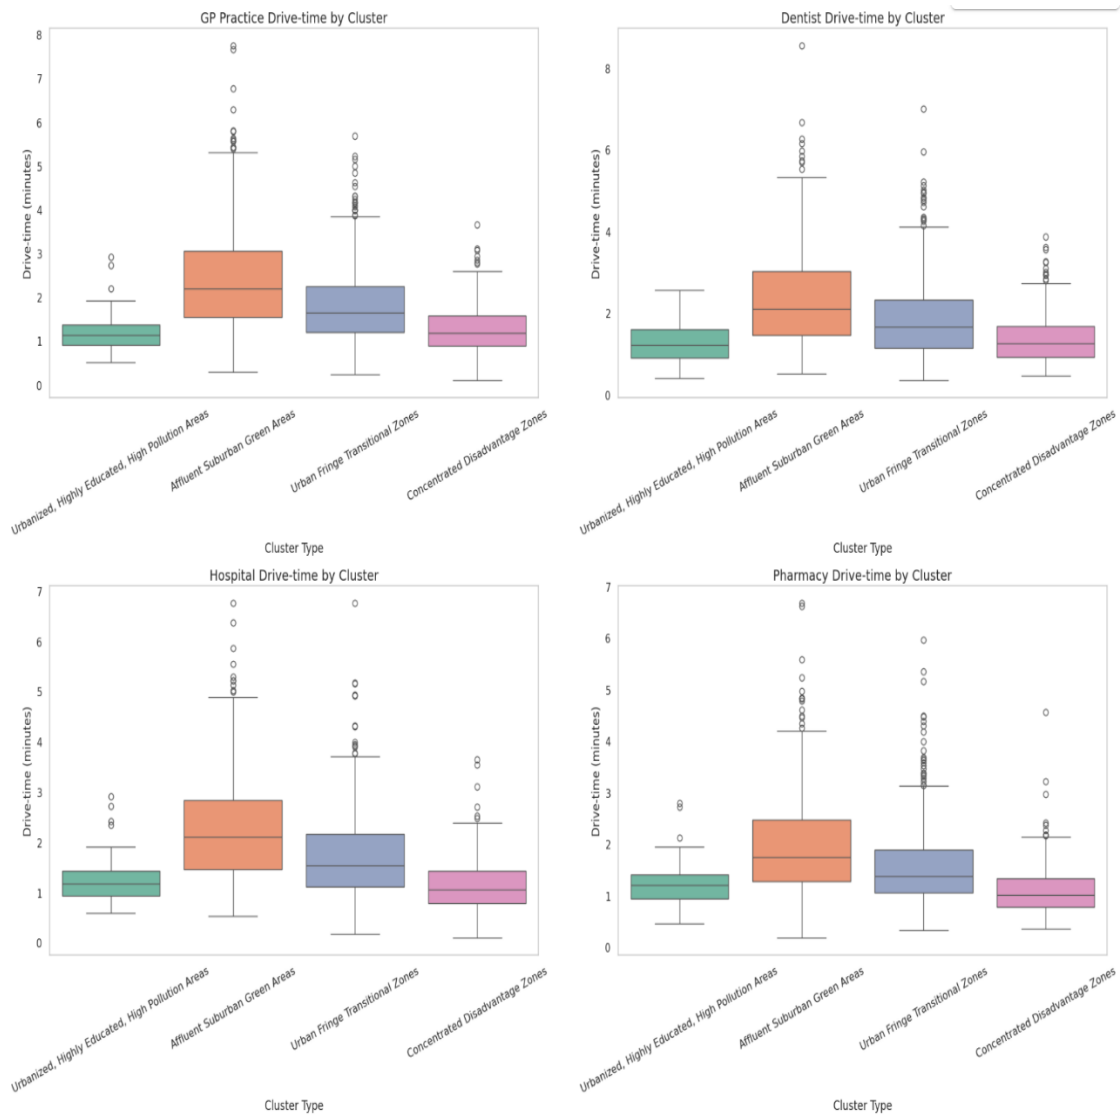 GP Practice Drive-time by Cluster
Drive-time (minutes)
8
7
6
5
4
3
2
1
0
Urbanized, Highly Educated, High Pollution Areas
Affluent Suburban Green Areas
Urban Fringe Transitional Zones
Concentrated Disadvantage Zones
Cluster Type
Dentist Drive-time by Cluster
Drive-time (minutes)
8
6
4
2
0
Urbanized, Highly Educated, High Pollution Areas
Affluent Suburban Green Areas
Urban Fringe Transitional Zones
Concentrated Disadvantage Zones
Cluster Type
Hospital Drive-time by Cluster
Drive-time (minutes)
7
6
5
4
3
2
1
0
Urbanized, Highly Educated, High Pollution Areas
Affluent Suburban Green Areas
Urban Fringe Transitional Zones
Concentrated Disadvantage Zones
Cluster Type
Pharmacy Drive-time by Cluster
Drive-time (minutes)
7
6
5
4
3
2
1
0
Urbanized, Highly Educated, High Pollution Areas
Affluent Suburban Green Areas
Urban Fringe Transitional Zones
Concentrated Disadvantage Zones
Cluster Type